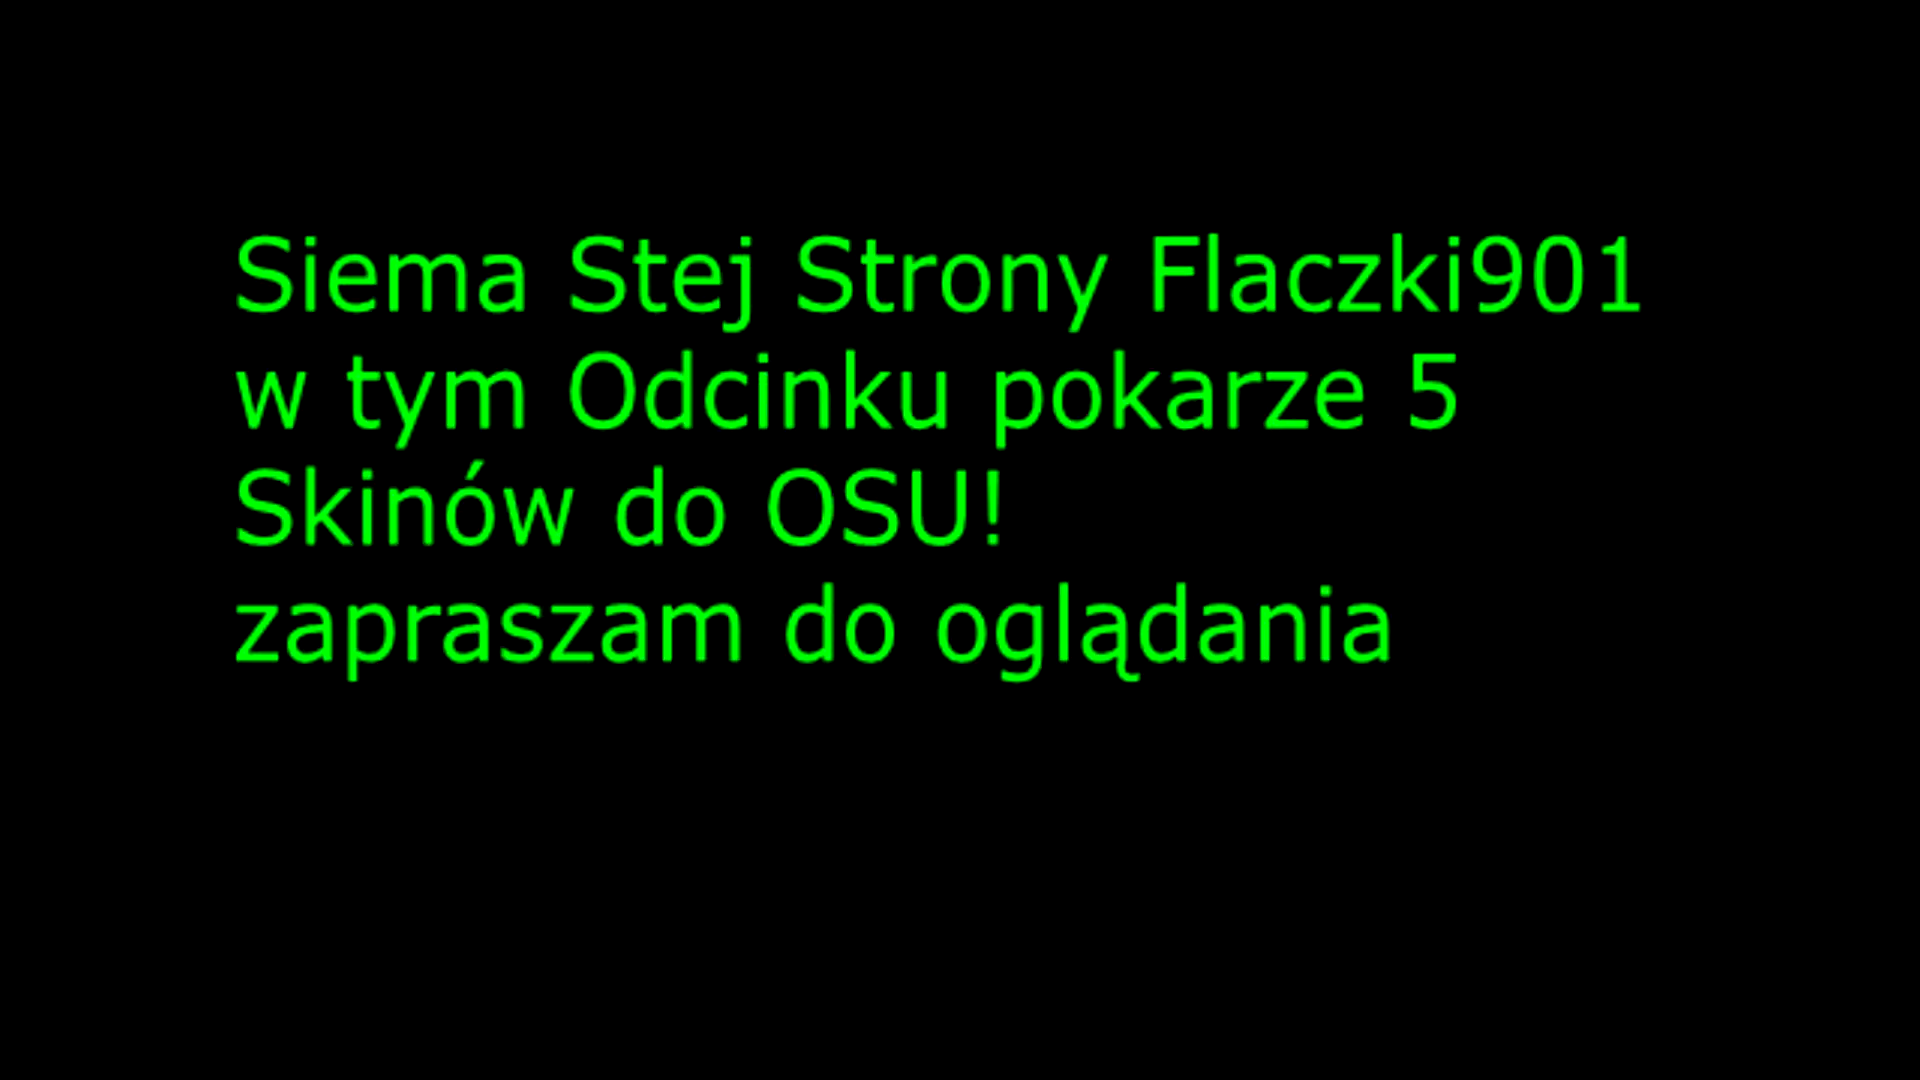 Siema Stej Strony Flaczki901
w tym Odcinku pokarze 5
Skinów do OSU!
zapraszam do oglądania